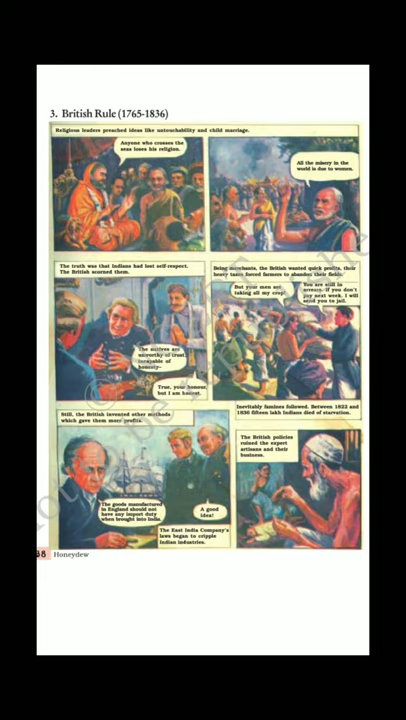 3. British Rule (1765-1836)
Religious leaders preached ideas like untouchability and child marriage.
Anyone who crosses the
seas loses his religion.
All the misery in the
world is due to women.
The truth was that Indians had lost self-respect.
The British scorned them.
The natives are
unworthy of trust,
incapable of
honesty-
True, your honour,
but I am honest.
Being merchants, the British wanted quick profits, their
heavy taxes forced farmers to abandon their fields.
But your men are
taking all my crop!
You are still in
arrears. If you don't
pay next week, I will
send you to jail.
Still, the British invented other methods
which gave them more profits.
The goods manufactured
in England should not
have any import duty
when brought into India.
A good
idea!
The East India Company's
laws began to cripple
Indian industries.
Inevitably famines followed. Between 1822 and
1836 fifteen lakh Indians died of starvation.
The British policies
ruined the expert
artisans and their
business.
38 Honeydew